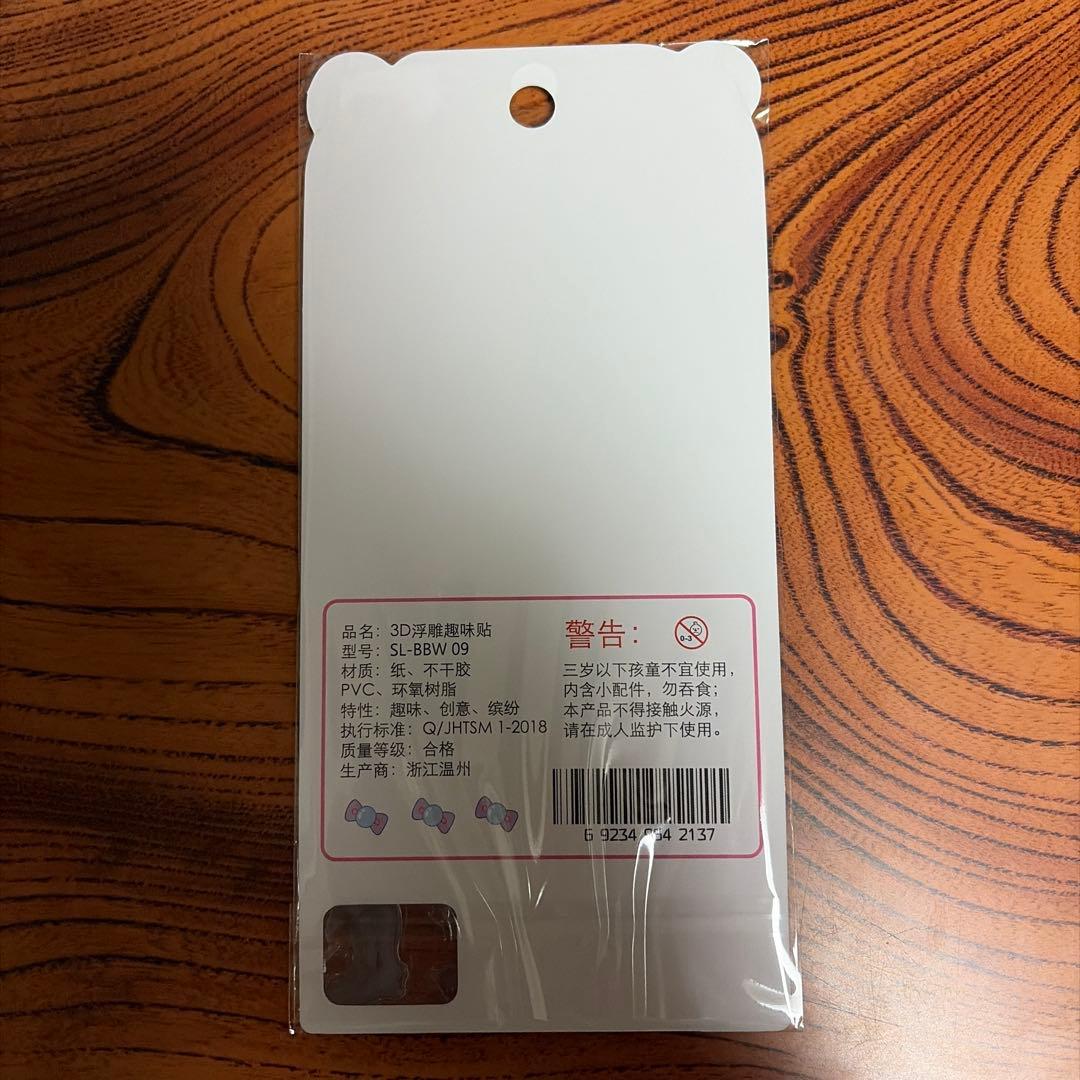 品名：3D浮雕趣味贴
型号：SL-BBW 09
材质：纸、不干胶
PVC、环氧树脂
特性：趣味、创意、缤纷
执行标准：Q/JHTSM 1-2018
质量等级：合格
生产商：浙江温州
警告：
0-3
三岁以下孩童不宜使用，
内含小配件，勿吞食；
本产品不得接触火源，
请在成人监护下使用。
6 9234 2137